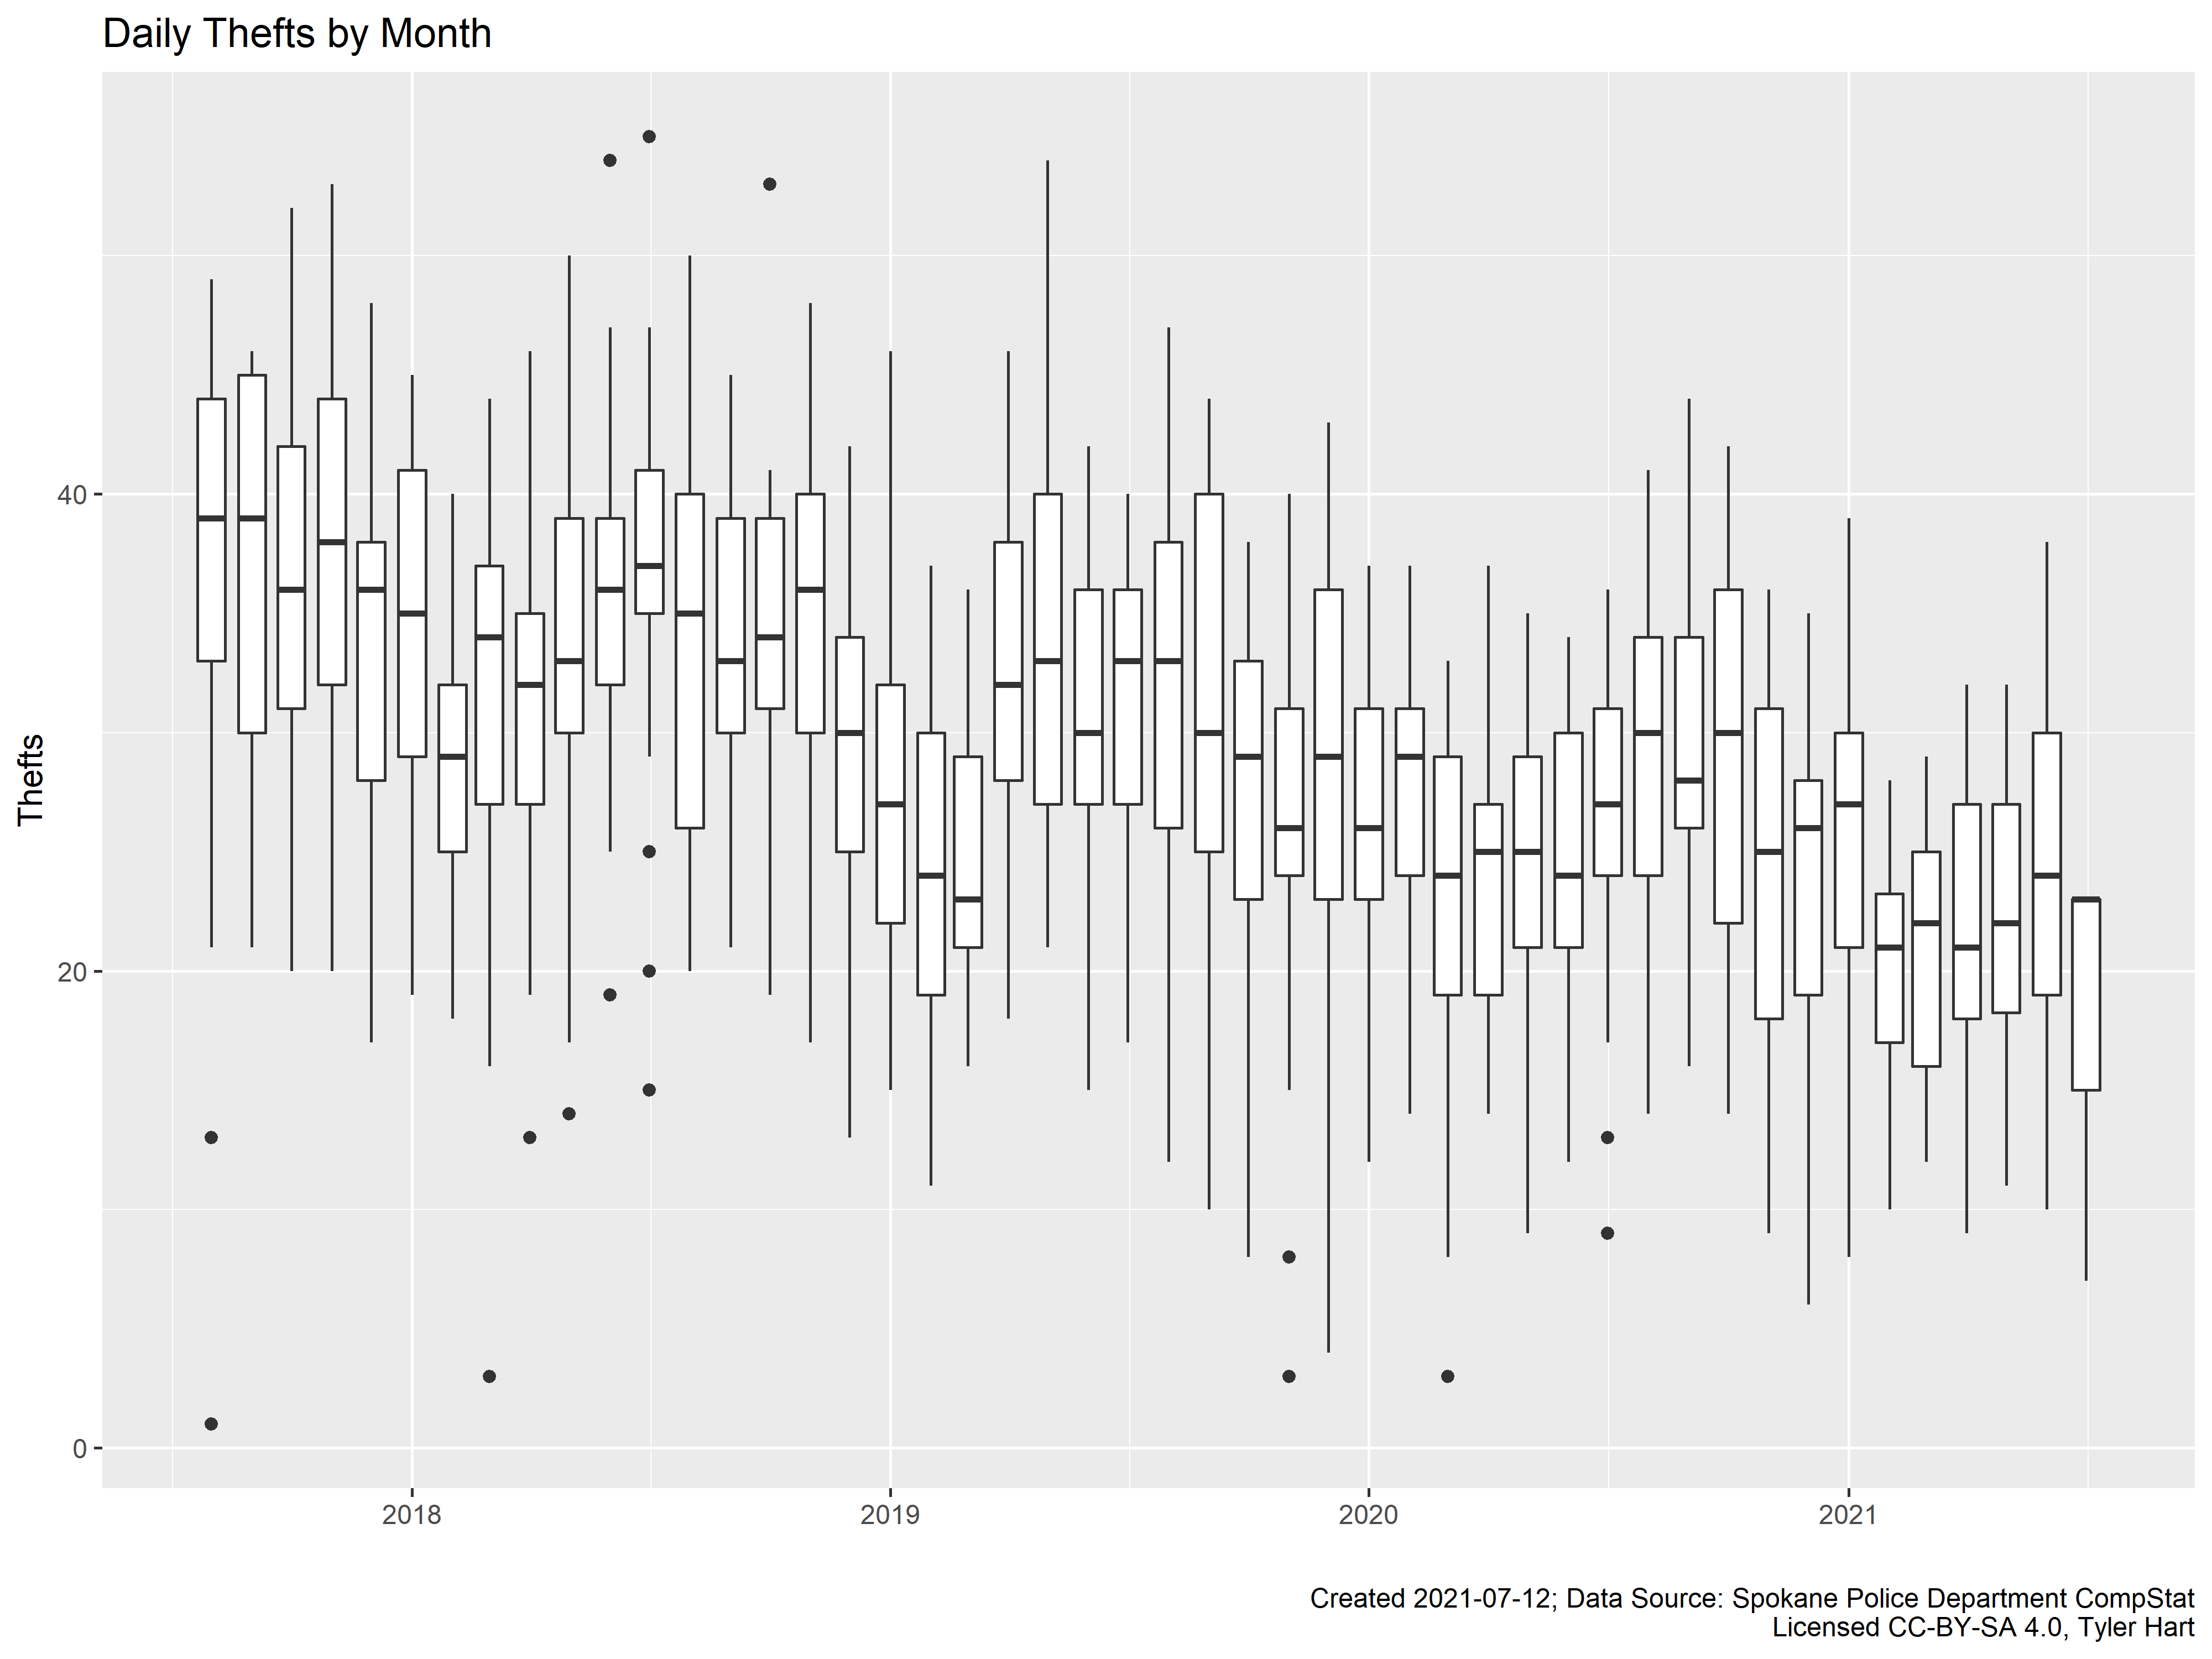 Daily Thefts by Month
Thefts
40
20
0
2018 2019 2020 2021
Created 2021-07-12; Data Source: Spokane Police Department CompStat
Licensed CC-BY-SA 4.0, Tyler Hart